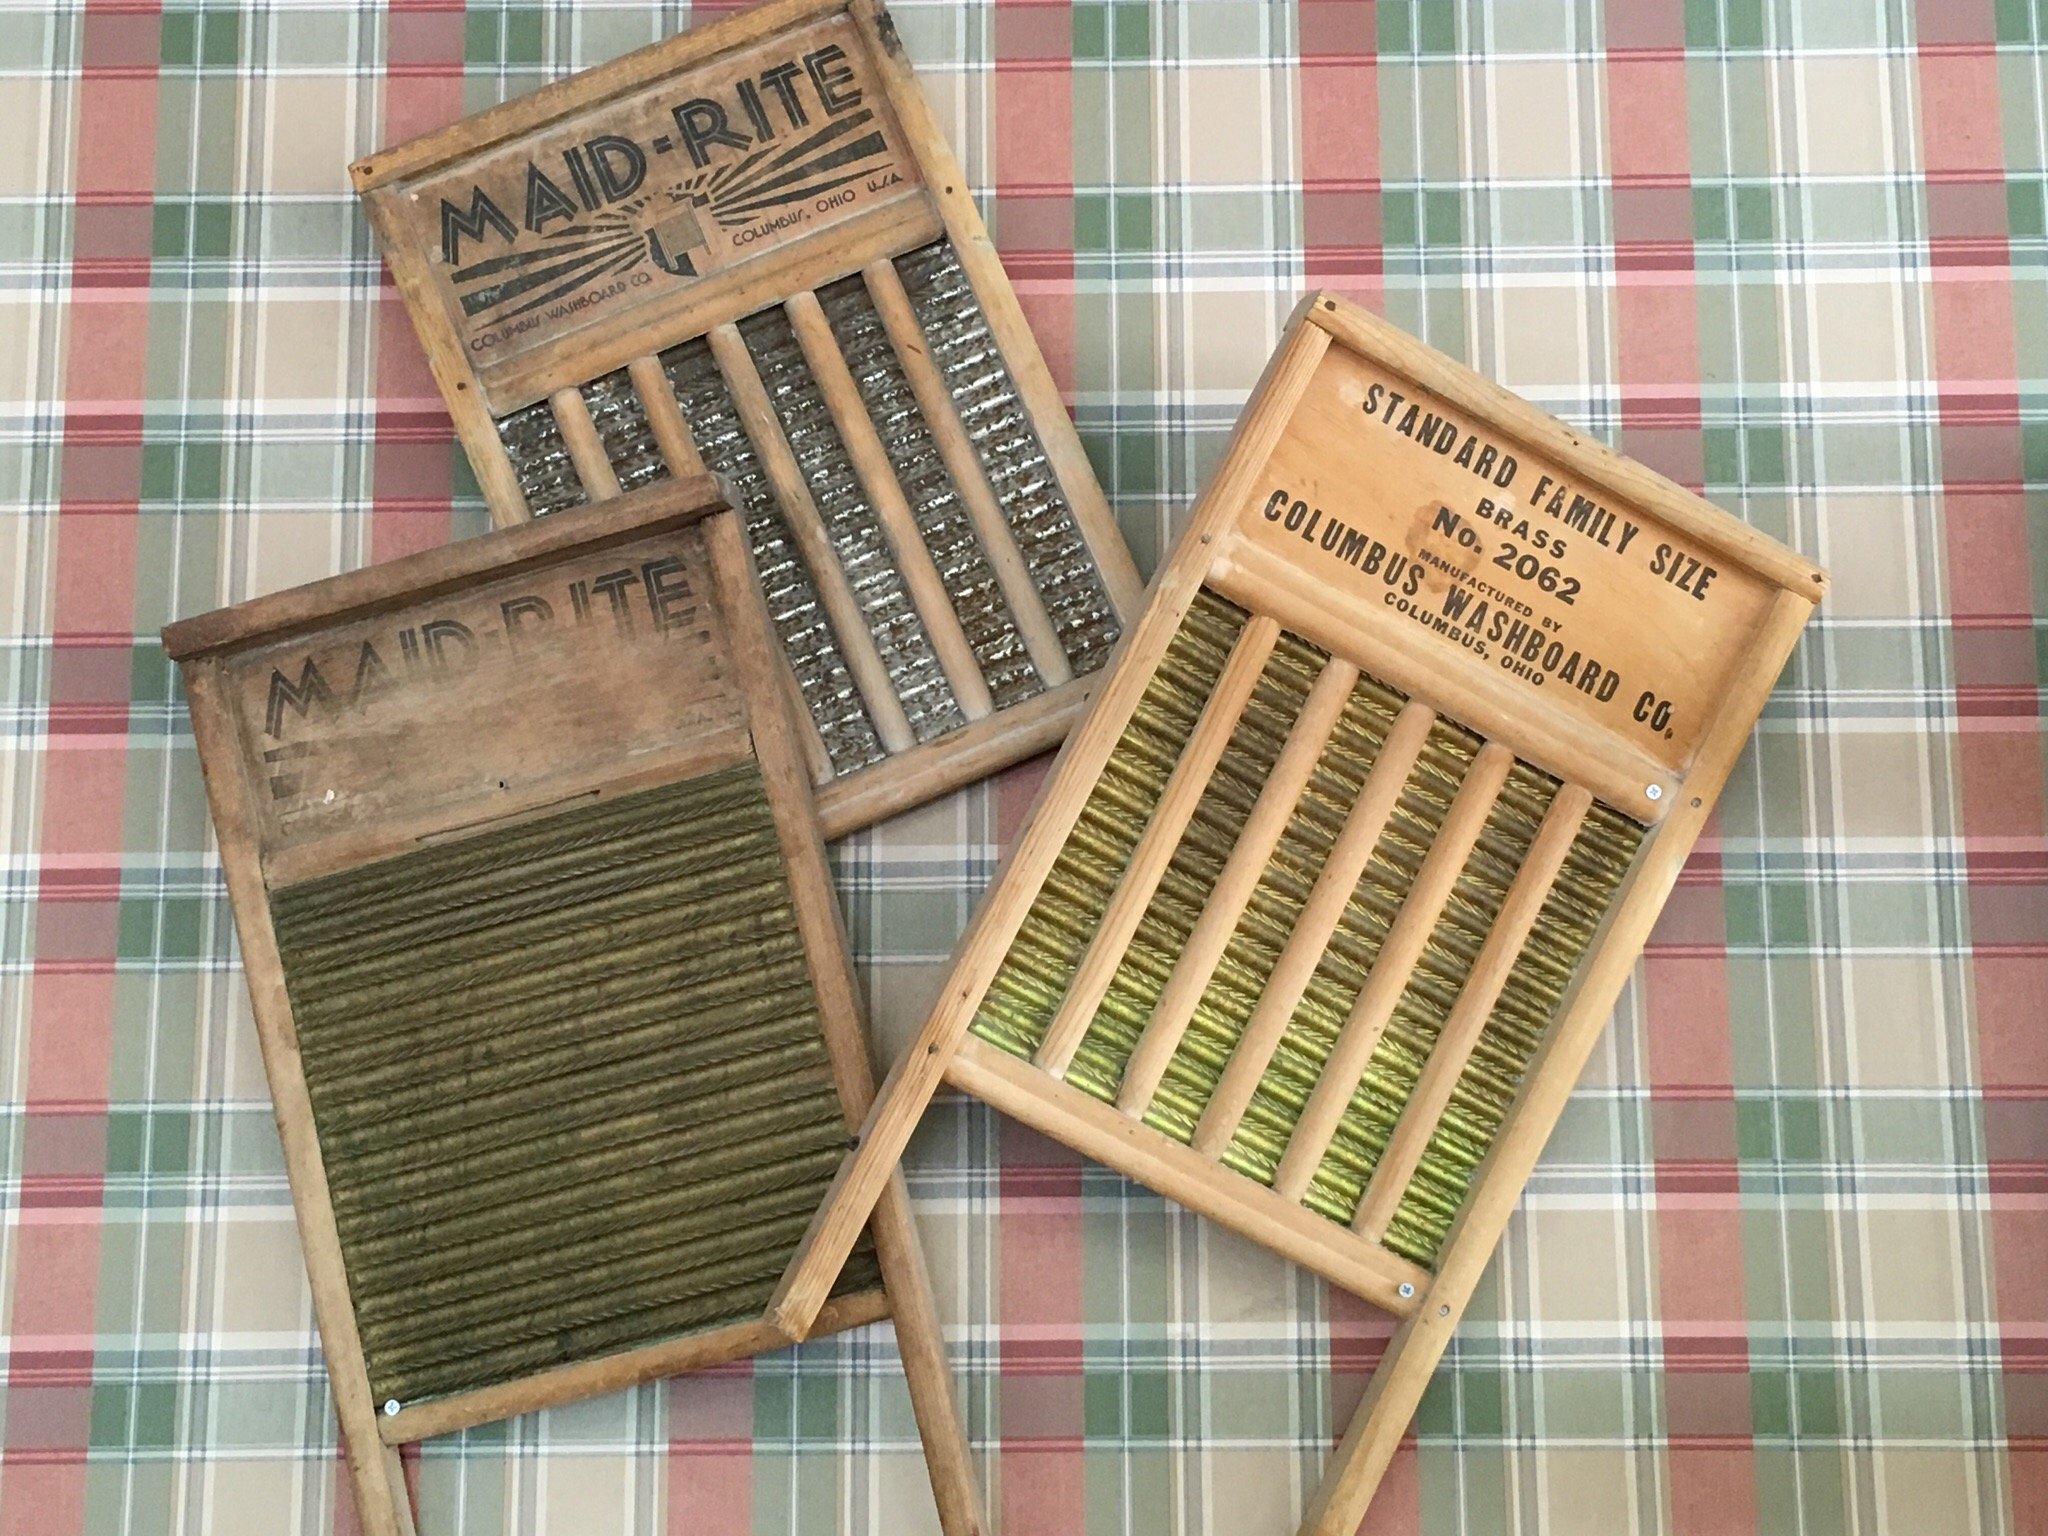 MAID-RITE
COLUMBUS WASHBOARD CO. COLUMBUS, OHIO U.S.A.
MAID-RITE
STANDARD FAMILY SIZE
BRASS
No. 2062
MANUFACTURED BY
COLUMBUS WASHBOARD CO.
COLUMBUS, OHIO